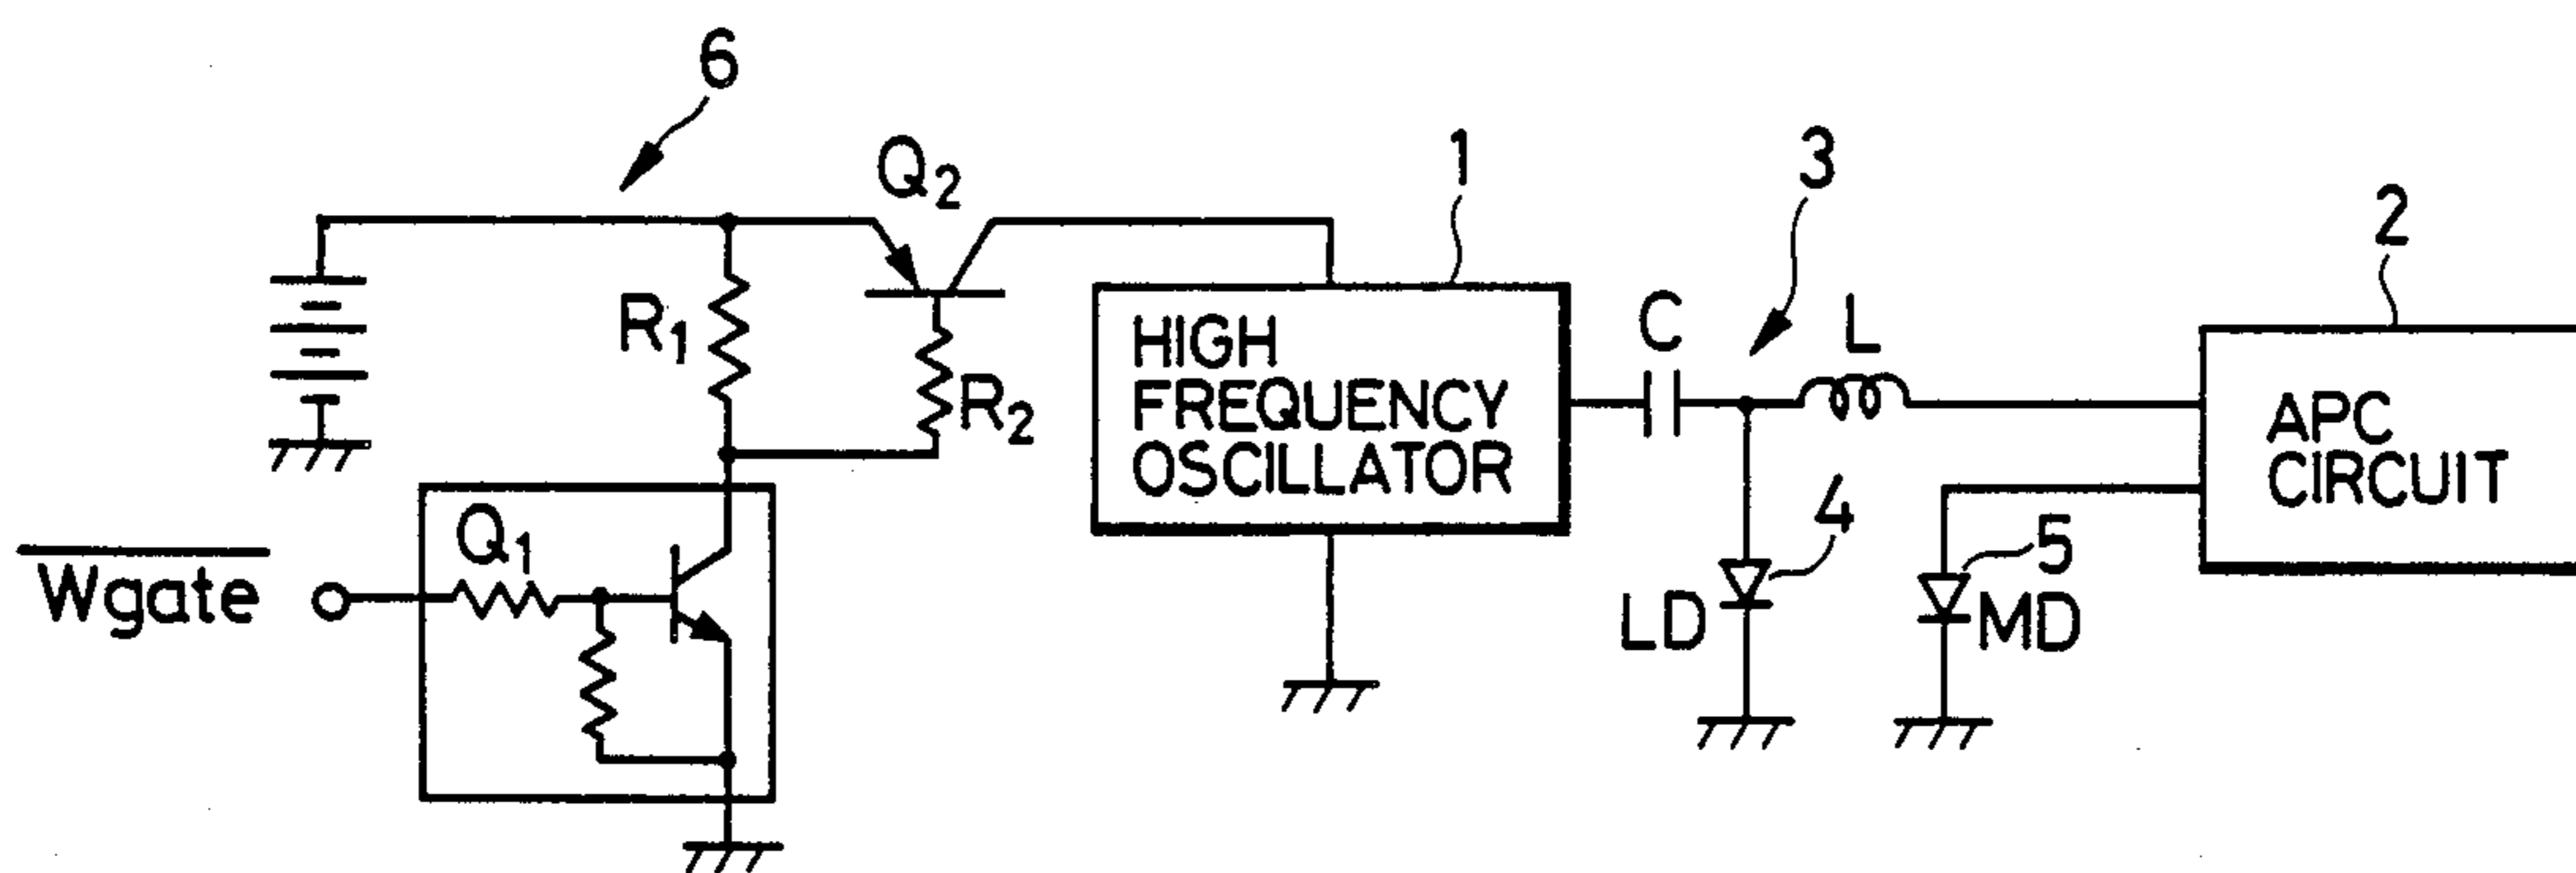 6
Q2
1
3
2
R1
R2
HIGH
FREQUENCY
OSCILLATOR
C
L
APC
CIRCUIT
Q1
Wgate
4
LD
5
MD